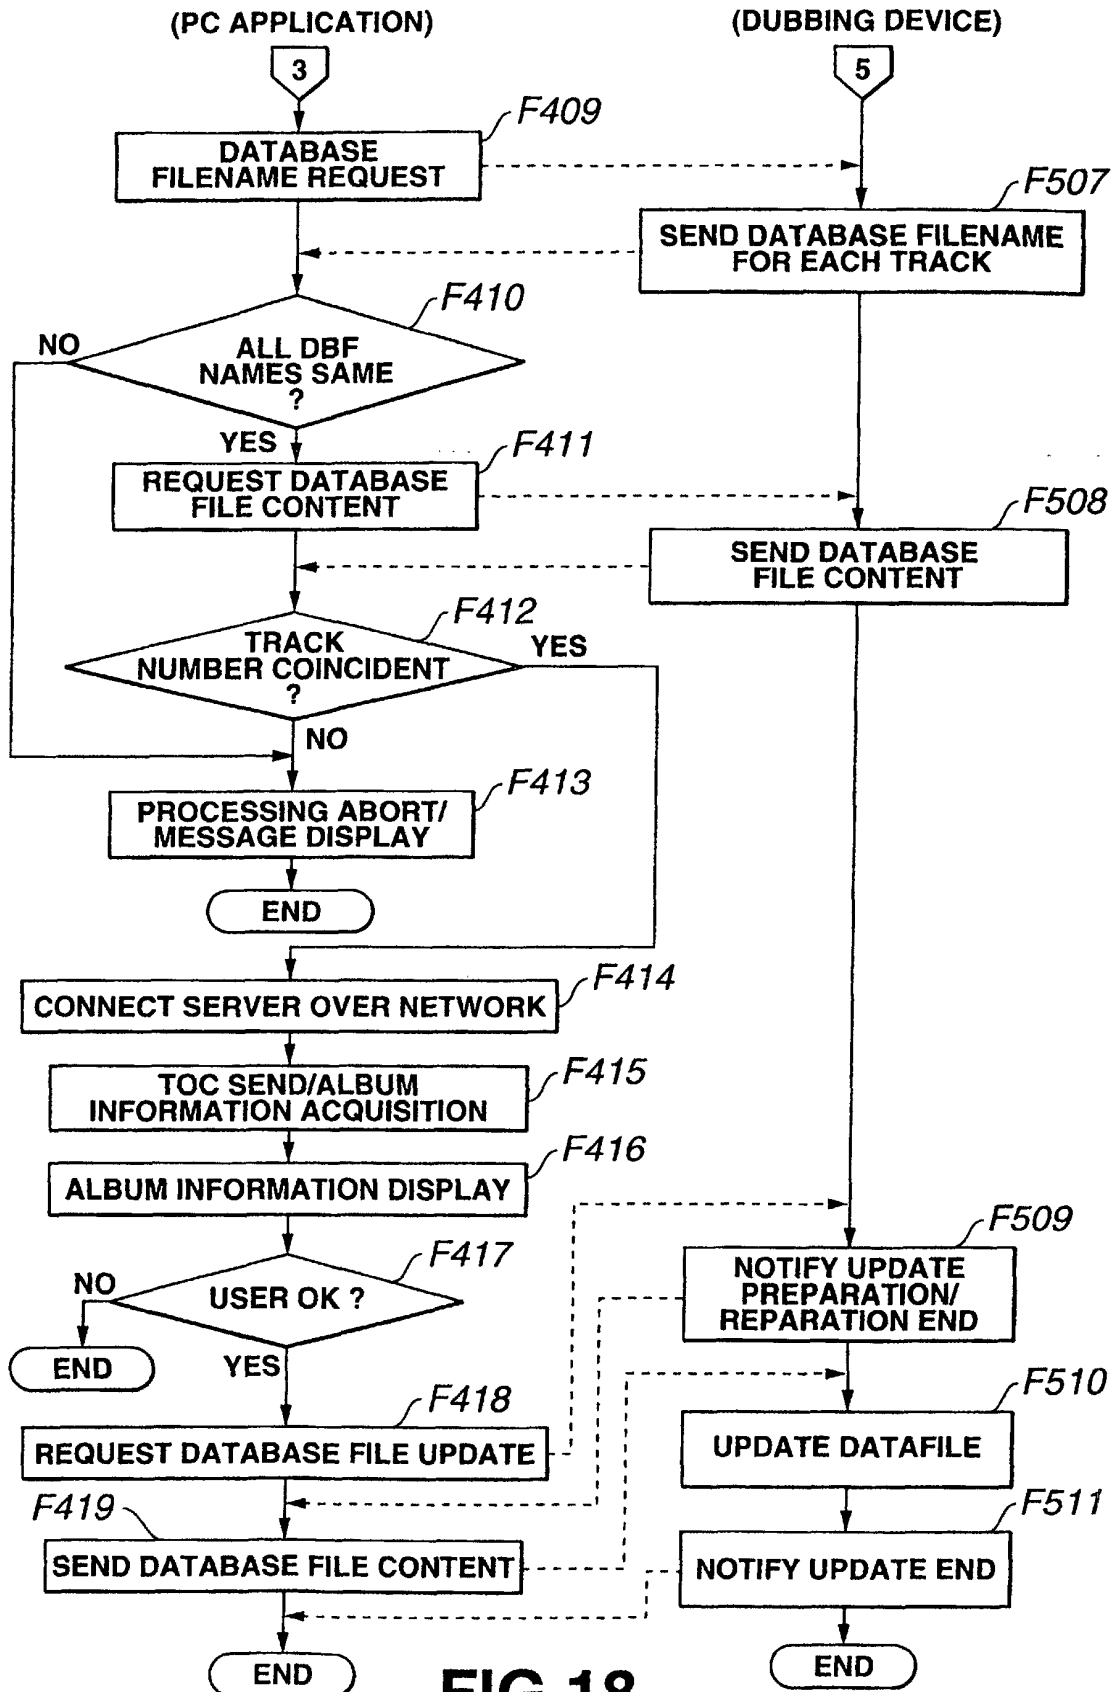 (PC APPLICATION)
(DUBBING DEVICE)
3
5
F409
DATABASE
FILENAME REQUEST
F507
SEND DATABASE FILENAME
FOR EACH TRACK
F410
NO
ALL DBF
NAMES SAME
?
YES
F411
REQUEST DATABASE
FILE CONTENT
F508
SEND DATABASE
FILE CONTENT
F412
TRACK
NUMBER COINCIDENT
?
YES
NO
F413
PROCESSING ABORT/
MESSAGE DISPLAY
END
F414
CONNECT SERVER OVER NETWORK
F415
TOC SEND/ALBUM
INFORMATION ACQUISITION
F416
ALBUM INFORMATION DISPLAY
F509
NOTIFY UPDATE
PREPARATION/
REPARATION END
F417
NO
USER OK ?
END
YES
F418
REQUEST DATABASE FILE UPDATE
F510
UPDATE DATAFILE
F419
SEND DATABASE FILE CONTENT
F511
NOTIFY UPDATE END
END
END
FIG.18